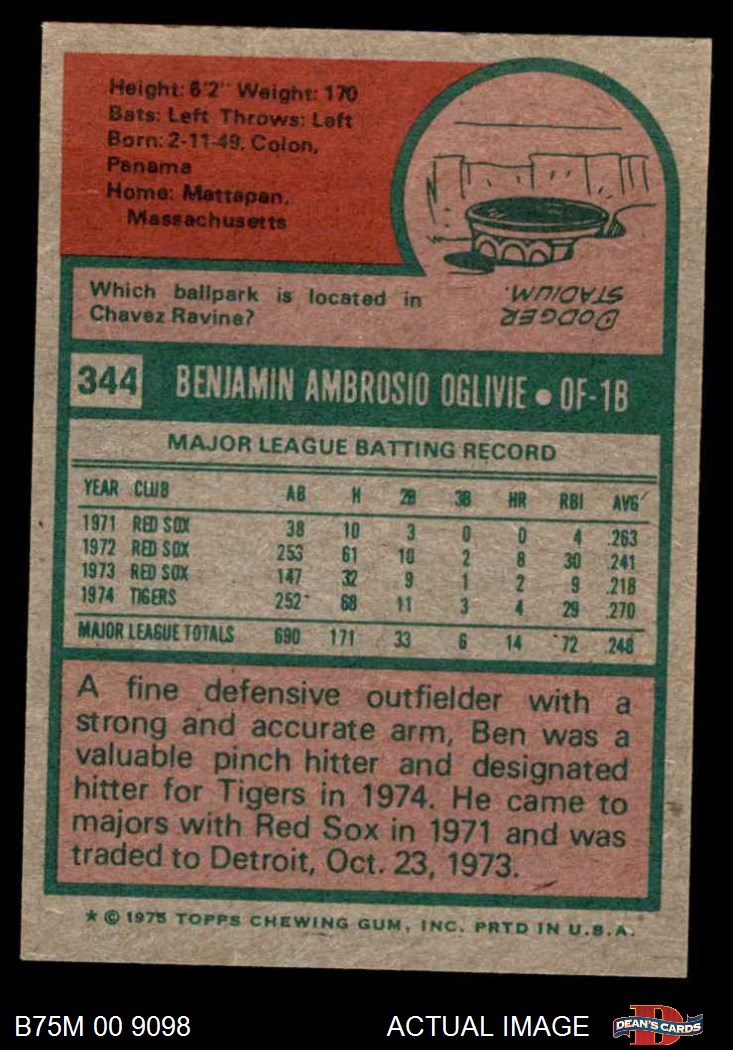 Height: 6'2" Weight: 170
Bats: Left Throws: Left
Born: 2-11-49, Colon,
Panama
Home: Mattapan,
Massachusetts
Which ballpark is located in
Chavez Ravine?
DODGER
STADIUM.
344 BENJAMIN AMBROSIO OGLIVIE • OF-1B
MAJOR LEAGUE BATTING RECORD
YEAR CLUB AB H 2B 3B HR RBI AVG
1971 RED SOX 38 10 3 0 0 4 .263
1972 RED SOX 253 61 10 2 8 30 .241
1973 RED SOX 147 32 9 1 2 9 .218
1974 TIGERS 252 68 11 3 4 29 .270
MAJOR LEAGUE TOTALS 690 171 33 6 14 72 .248
A fine defensive outfielder with a
strong and accurate arm, Ben was a
valuable pinch hitter and designated
hitter for Tigers in 1974. He came to
majors with Red Sox in 1971 and was
traded to Detroit, Oct. 23, 1973.
* © 1975 TOPPS CHEWING GUM, INC. PRTD IN U.S.A.
B75M 00 9098 ACTUAL IMAGE DEAN'S CARDS